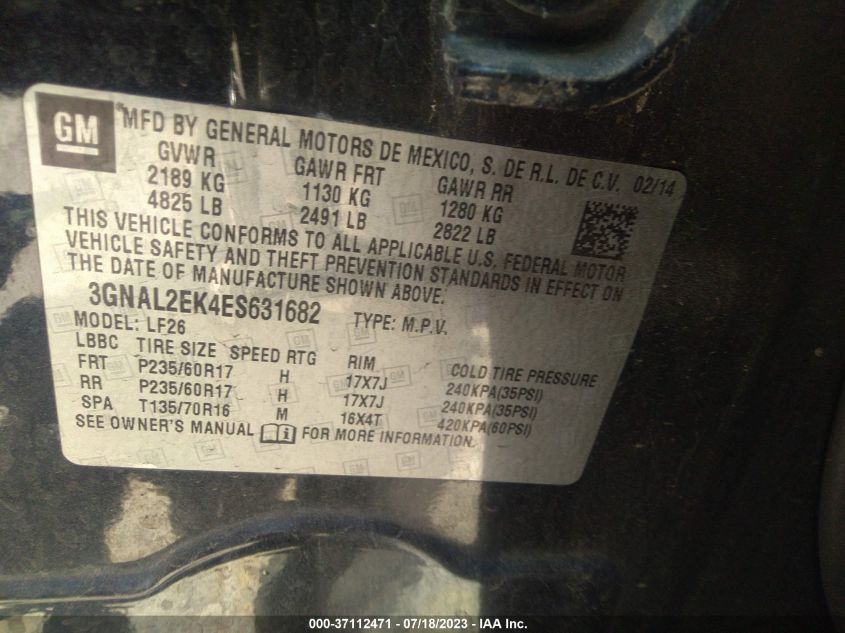 GM
MFD BY GENERAL MOTORS DE MEXICO, S. DE R.L. DE C.V. 02/14
GVWR GAWR FRT GAWR RR
2189 KG 1130 KG 1280 KG
4825 LB 2491 LB 2822 LB
THIS VEHICLE CONFORMS TO ALL APPLICABLE U.S. FEDERAL MOTOR
VEHICLE SAFETY AND THEFT PREVENTION STANDARDS IN EFFECT ON
THE DATE OF MANUFACTURE SHOWN ABOVE.
3GNAL2EK4ES631682 TYPE: M.P.V.
MODEL: LF26
LBBC TIRE SIZE SPEED RTG RIM COLD TIRE PRESSURE
FRT P235/60R17 H 17X7J 240KPA(35PSI)
RR P235/60R17 H 17X7J 240KPA(35PSI)
SPA T135/70R16 M 16X4T 420KPA(60PSI)
SEE OWNER'S MANUAL FOR MORE INFORMATION.
000-37112471 - 07/18/2023 - IAA Inc.